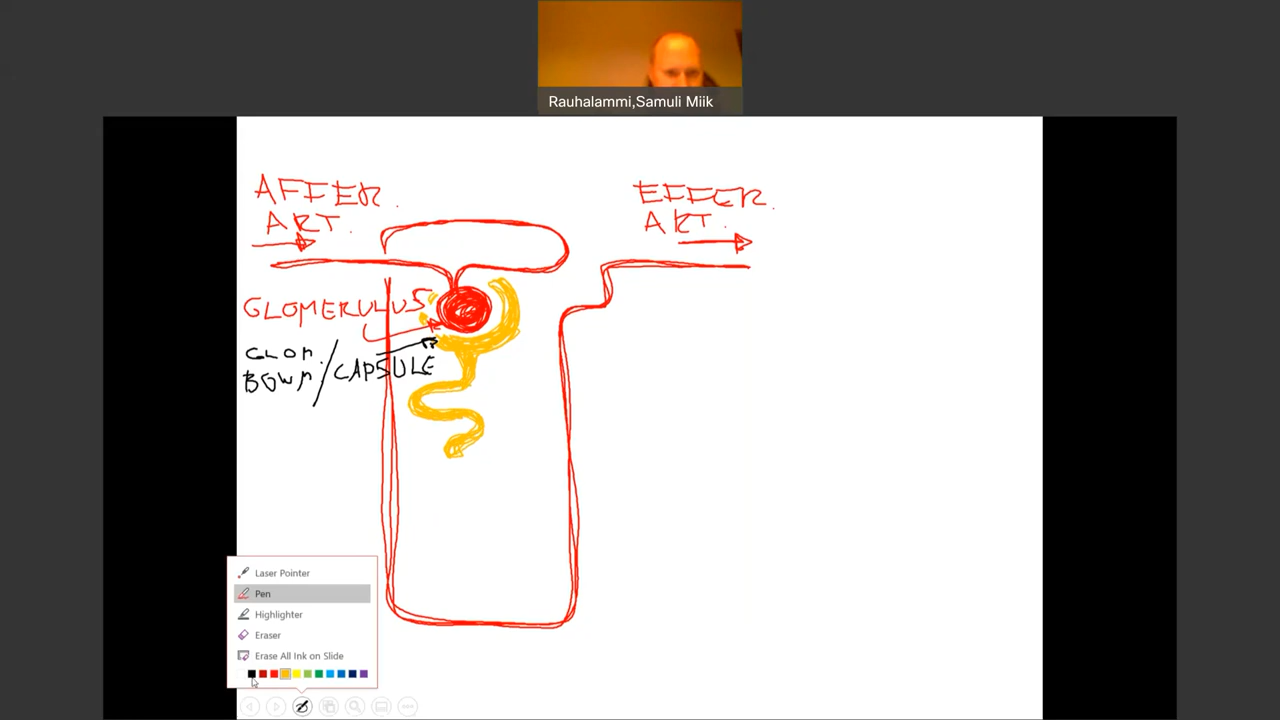 Rauhalammi,Samuli Miik
AFFER.
ART.
EFFER.
ART.
GLOMERULUS
GLOM.
BOWM/CAPSULE
Laser Pointer
Pen
Highlighter
Eraser
Erase All Ink on Slide